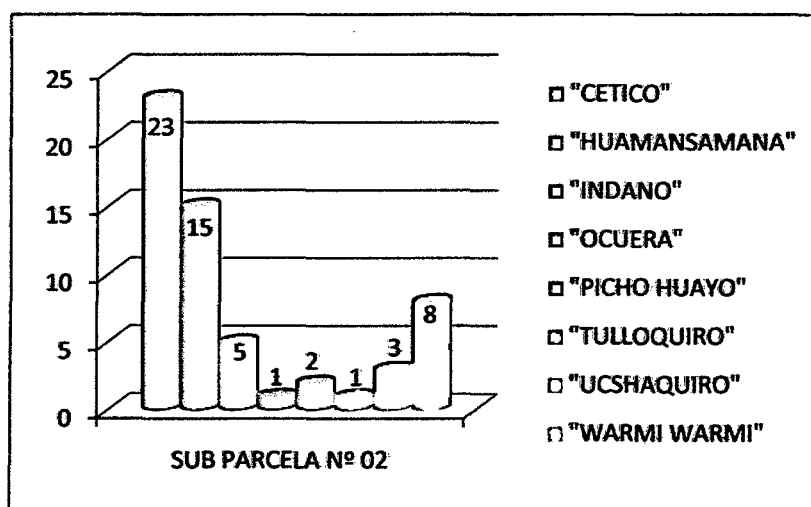 25
20
15
10
5
0
23
15
5
1
2
1
3
8
SUB PARCELA Nº 02
"CETICO"
"HUAMANSAMANA"
"INDANO"
"OCUERA"
"PICHO HUAYO"
"TULLOQUIRO"
"UCSHAQUIRO"
"WARMI WARMI"